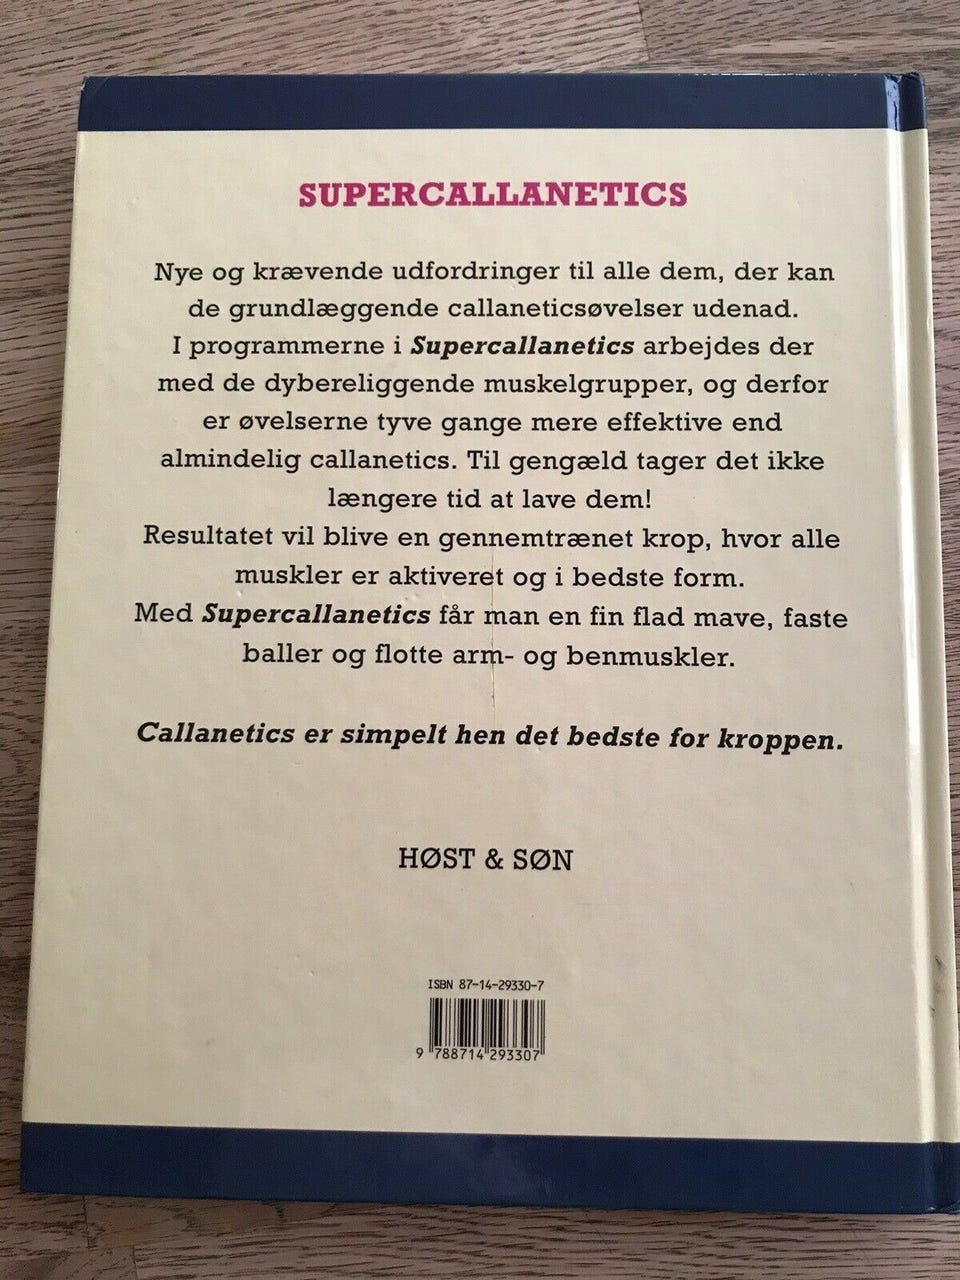 SUPERCALLANETICS
Nye og krævende udfordringer til alle dem, der kan
de grundlæggende callaneticsøvelser udenad.
I programmerne i Supercallanetics arbejdes der
med de dybereliggende muskelgrupper, og derfor
er øvelserne tyve gange mere effektive end
almindelig callanetics. Til gengæld tager det ikke
længere tid at lave dem!
Resultatet vil blive en gennemtrænet krop, hvor alle
muskler er aktiveret og i bedste form.
Med Supercallanetics får man en fin flad mave, faste
baller og flotte arm- og benmuskler.
Callanetics er simpelt hen det bedste for kroppen.
HØST & SØN
ISBN 87-14-29330-7
9 788714 293307